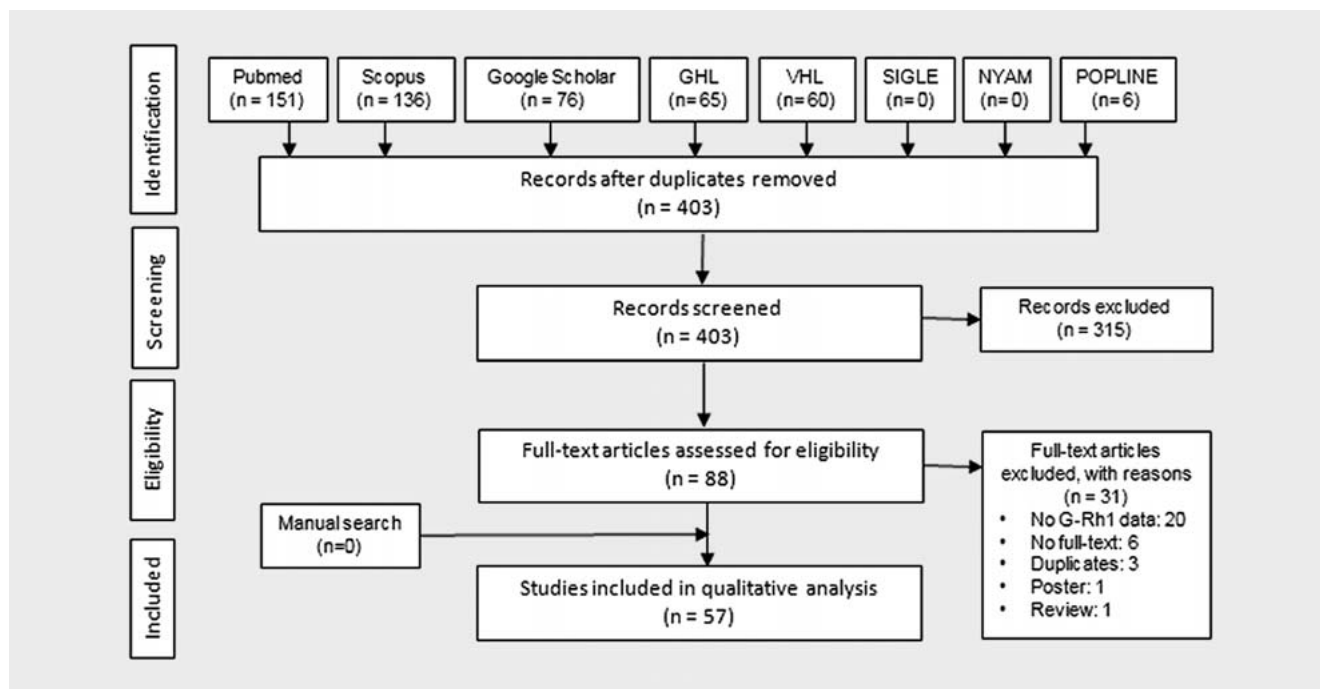 Identification
Pubmed
(n = 151)
Scopus
(n = 136)
Google Scholar
(n = 76)
GHL
(n=65)
VHL
(n=60)
SIGLE
(n=0)
NYAM
(n=0)
POPLINE
(n=6)
Records after duplicates removed
(n = 403)
Screening
Records screened
(n = 403)
Records excluded
(n = 315)
Eligibility
Full-text articles assessed for eligibility
(n = 88)
Full-text articles
excluded, with reasons
(n = 31)
• No G-Rh1 data: 20
• No full-text: 6
• Duplicates: 3
• Poster: 1
• Review: 1
Manual search
(n=0)
Included
Studies included in qualitative analysis
(n = 57)